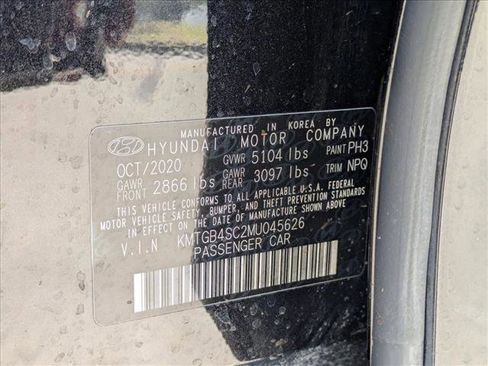 MANUFACTURED IN KOREA BY
HYUNDAI MOTOR COMPANY
OCT/2020 GVWR 5104 lbs PAINT PH3
GAWR FRONT 2866 lbs GAWR REAR 3097 lbs TRIM NPQ
THIS VEHICLE CONFORMS TO ALL APPLICABLE U.S.A. FEDERAL
MOTOR VEHICLE SAFETY, BUMPER, AND THEFT PREVENTION STANDARDS
IN EFFECT ON THE DATE OF MANUFACTURE SHOWN ABOVE.
V.I.N KMTGB4SC2MU045626
PASSENGER CAR